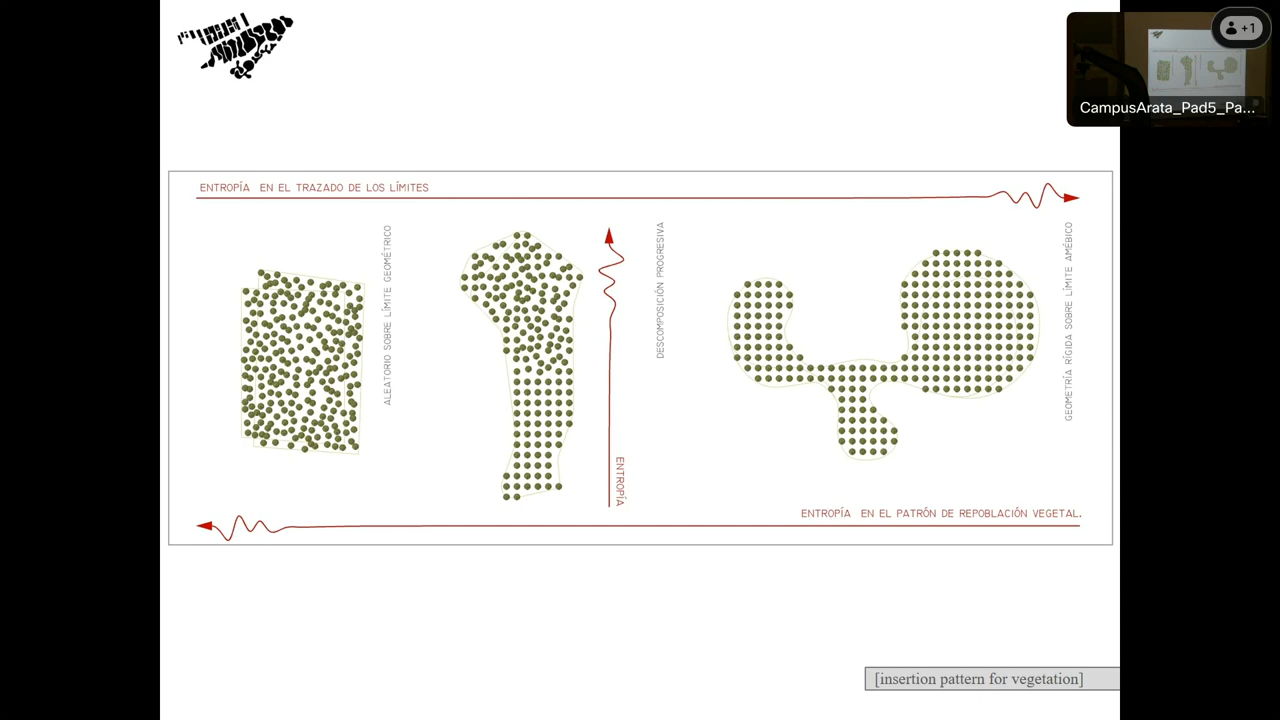 +1
CampusArata_Pad5_Pa...
ENTROPÍA EN EL TRAZADO DE LOS LÍMITES
ALEATORIO SOBRE LÍMITE GEOMÉTRICO
DESCOMPOSICIÓN PROGRESIVA
GEOMETRÍA RÍGIDA SOBRE LÍMITE AMÉBICO
ENTROPÍA
ENTROPÍA EN EL PATRÓN DE REPOBLACIÓN VEGETAL.
[insertion pattern for vegetation]